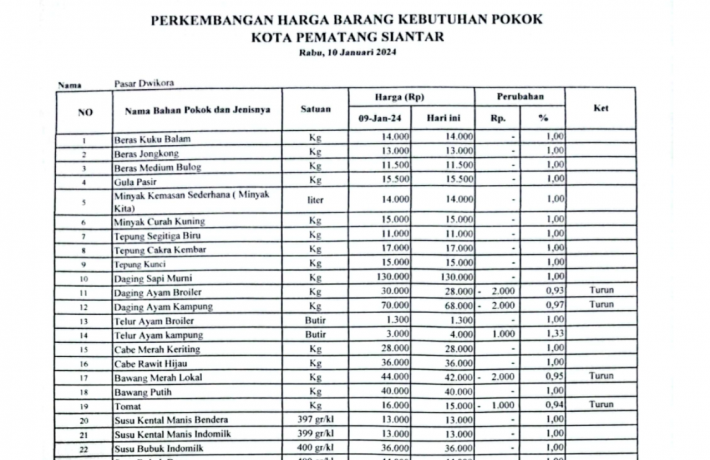 PERKEMBANGAN HARGA BARANG KEBUTUHAN POKOK
KOTA PEMATANG SIANTAR
Rabu, 10 Januari 2024
Nama Pasar Dwikora
NO Nama Bahan Pokok dan Jenisnya Satuan Harga (Rp) Perubahan Ket
09-Jan-24 Hari ini Rp. %
1 Beras Kuku Balam Kg 14.000 14.000 - 1,00
2 Beras Jongkong Kg 13.000 13.000 - 1,00
3 Beras Medium Bulog Kg 11.500 11.500 - 1,00
4 Gula Pasir Kg 15.500 15.500 - 1,00
5 Minyak Kemasan Sederhana ( Minyak Kita) liter 14.000 14.000 - 1,00
6 Minyak Curah Kuning Kg 15.000 15.000 - 1,00
7 Tepung Segitiga Biru Kg 11.000 11.000 - 1,00
8 Tepung Cakra Kembar Kg 17.000 17.000 - 1,00
9 Tepung Kunci Kg 15.000 15.000 - 1,00
10 Daging Sapi Murni Kg 130.000 130.000 - 1,00
11 Daging Ayam Broiler Kg 30.000 28.000 - 2.000 0,93 Turun
12 Daging Ayam Kampung Kg 70.000 68.000 - 2.000 0,97 Turun
13 Telur Ayam Broiler Butir 1.300 1.300 - 1,00
14 Telur Ayam kampung Butir 3.000 4.000 1.000 1,33
15 Cabe Merah Keriting Kg 28.000 28.000 - 1,00
16 Cabe Rawit Hijau Kg 36.000 36.000 - 1,00
17 Bawang Merah Lokal Kg 44.000 42.000 - 2.000 0,95 Turun
18 Bawang Putih Kg 40.000 40.000 - 1,00
19 Tomat Kg 16.000 15.000 - 1.000 0,94 Turun
20 Susu Kental Manis Bendera 397 gr/kl 13.000 13.000 - 1,00
21 Susu Kental Manis Indomilk 399 gr/kl 13.000 13.000 - 1,00
22 Susu Bubuk Indomilk 400 gr/kl 36.000 36.000 - 1,00